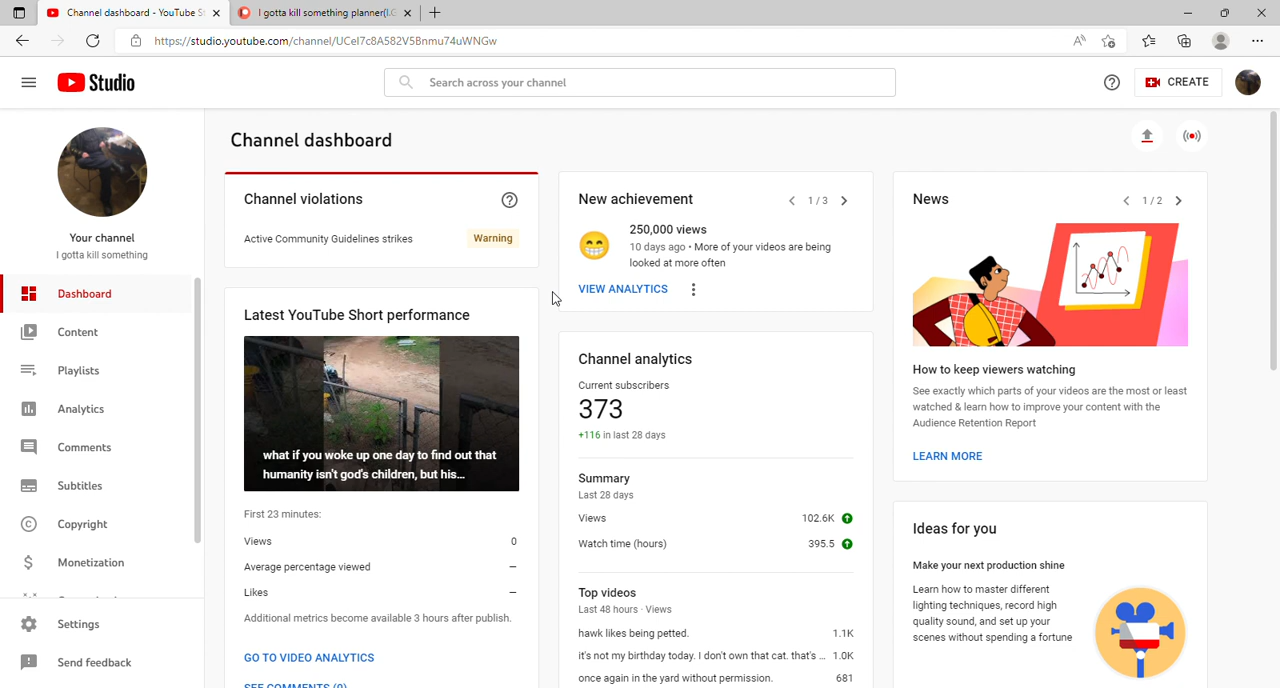 Channel dashboard - YouTube St
I gotta kill something planner(I.G
https://studio.youtube.com/channel/UCeI7c8A582V5Bnmu74uWNGw
Studio
Search across your channel
CREATE
Your channel
I gotta kill something
Dashboard
Content
Playlists
Analytics
Comments
Subtitles
Copyright
Monetization
Settings
Send feedback
Channel dashboard
Channel violations
Active Community Guidelines strikes
Warning
Latest YouTube Short performance
what if you woke up one day to find out that
humanity isn't god's children, but his...
First 23 minutes:
Views 0
Average percentage viewed –
Likes –
Additional metrics become available 3 hours after publish.
GO TO VIDEO ANALYTICS
SEE COMMENTS (0)
New achievement
1 / 3
250,000 views
10 days ago • More of your videos are being
looked at more often
VIEW ANALYTICS
Channel analytics
Current subscribers
373
+116 in last 28 days
Summary
Last 28 days
Views 102.6K
Watch time (hours) 395.5
Top videos
Last 48 hours · Views
hawk likes being petted. 1.1K
it's not my birthday today. I don't own that cat. that's ... 1.0K
once again in the yard without permission. 681
News
1 / 2
How to keep viewers watching
See exactly which parts of your videos are the most or least
watched & learn how to improve your content with the
Audience Retention Report
LEARN MORE
Ideas for you
Make your next production shine
Learn how to master different
lighting techniques, record high
quality sound, and set up your
scenes without spending a fortune